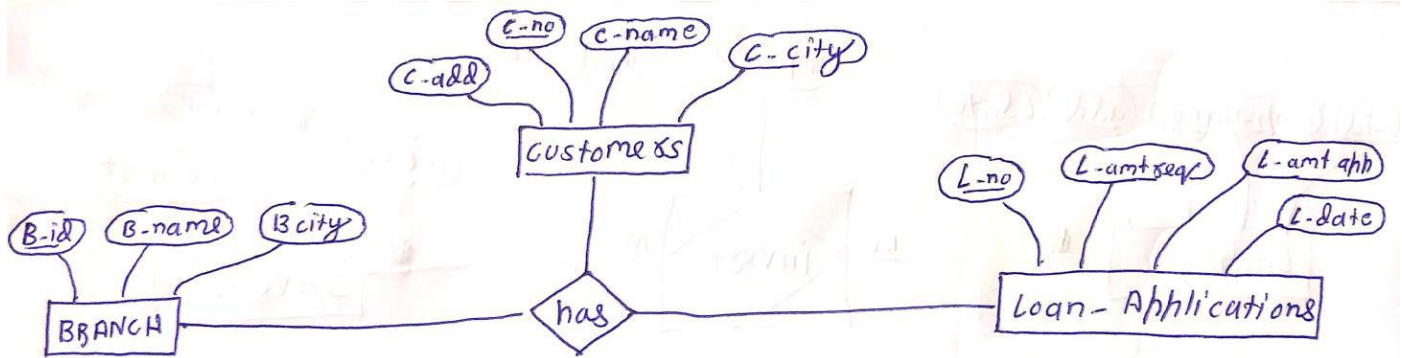 C-no
C-name
C-city
C-add
Customers
L-no
L-amtreq
L-amt app
L-date
B-id
B-name
B city
BRANCH
has
Loan-Applications